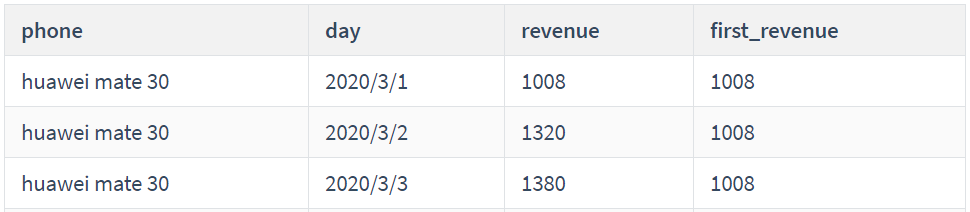 phone day revenue first_revenue
huawei mate 30 2020/3/1 1008 1008
huawei mate 30 2020/3/2 1320 1008
huawei mate 30 2020/3/3 1380 1008